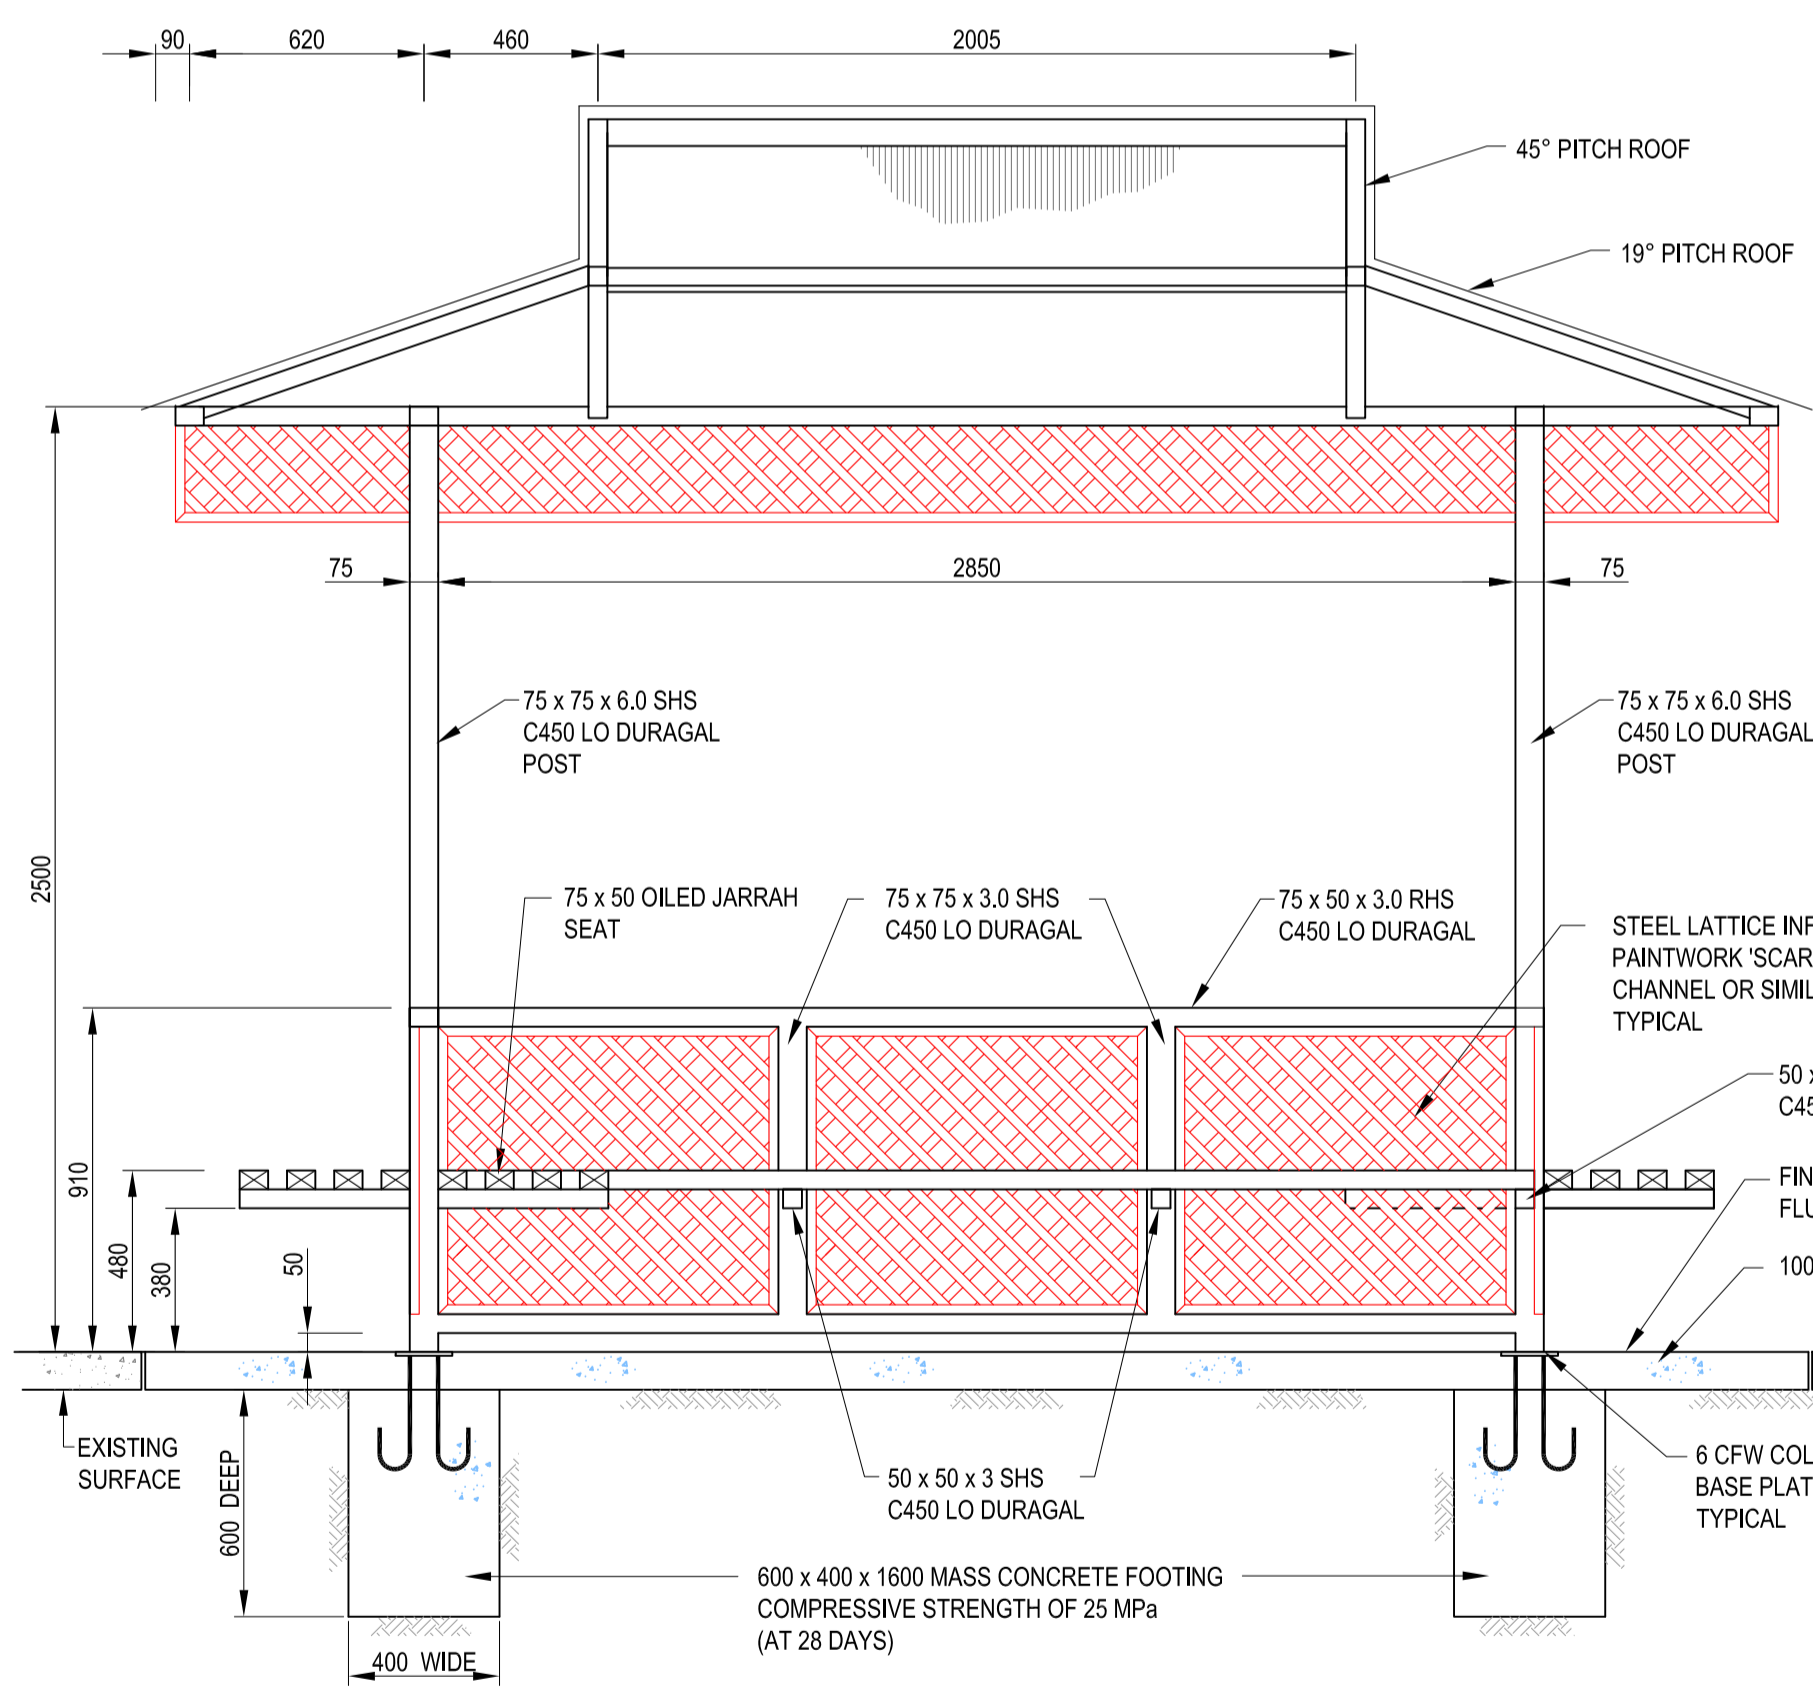 90
620
460
2005
45° PITCH ROOF
19° PITCH ROOF
75
2850
75
75 x 75 x 6.0 SHS
C450 LO DURAGAL
POST
75 x 75 x 6.0 SHS
C450 LO DURAGAL
POST
2500
75 x 50 OILED JARRAH
SEAT
75 x 75 x 3.0 SHS
C450 LO DURAGAL
75 x 50 x 3.0 RHS
C450 LO DURAGAL
STEEL LATTICE INF
PAINTWORK 'SCAR
CHANNEL OR SIMIL
TYPICAL
50 x
C45
910
480
380
50
FIN
FLU
100
EXISTING
SURFACE
600 DEEP
50 x 50 x 3 SHS
C450 LO DURAGAL
6 CFW COL
BASE PLAT
TYPICAL
600 x 400 x 1600 MASS CONCRETE FOOTING
COMPRESSIVE STRENGTH OF 25 MPa
(AT 28 DAYS)
400 WIDE